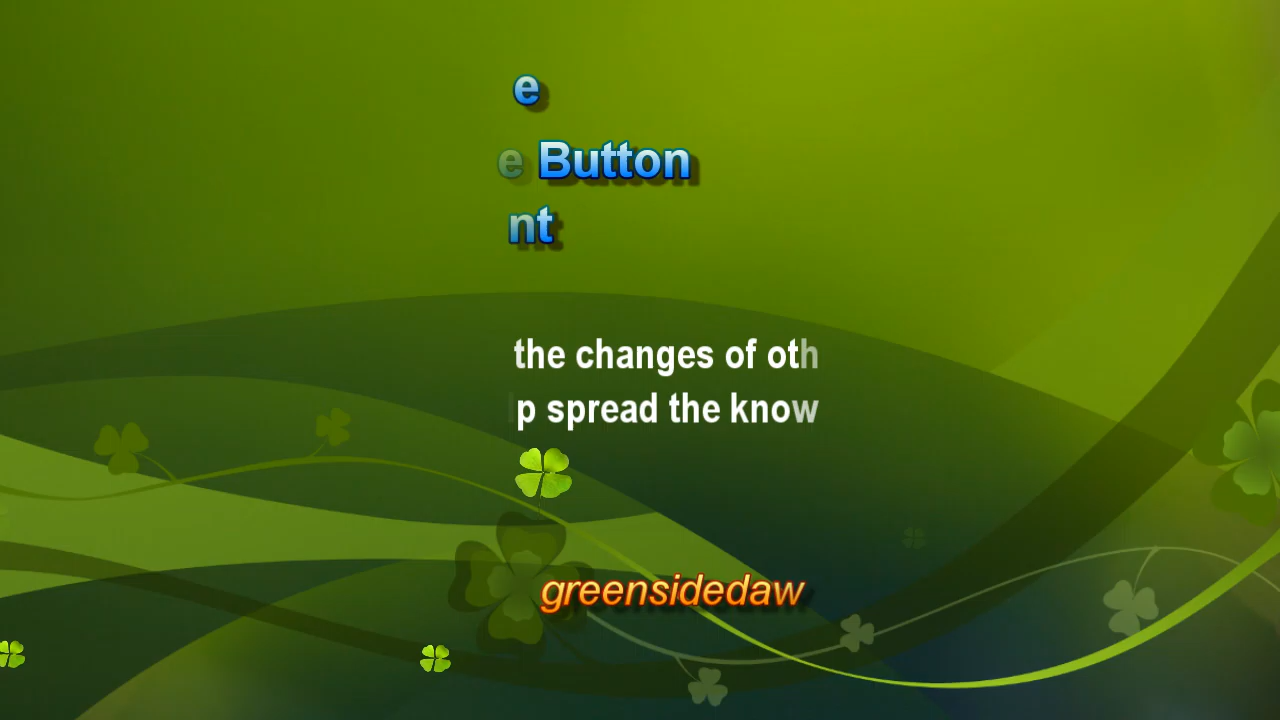 e
e Button
nt
the changes of oth
p spread the know
greensidedaw